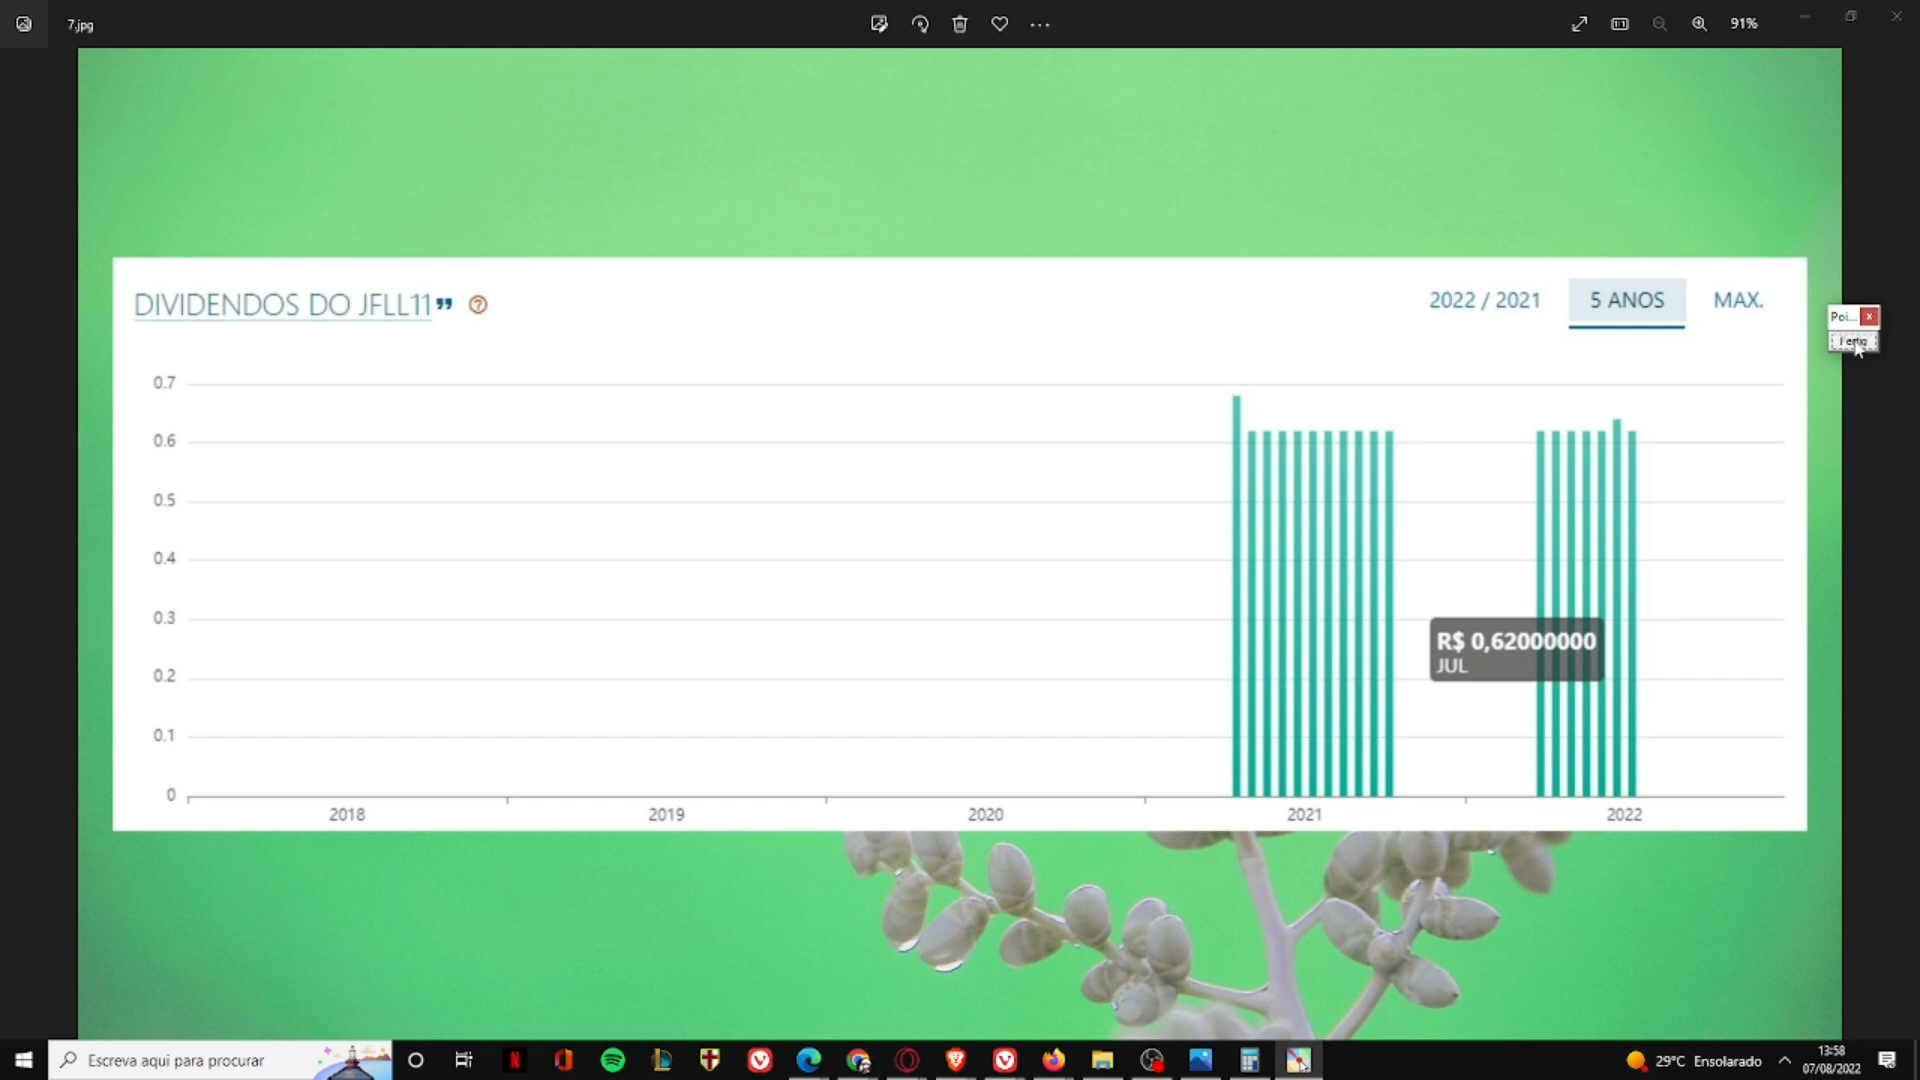 7.jpg
91%
DIVIDENDOS DO JFLL11
2022 / 2021
5 ANOS
MAX.
Poi...
Fertig
0.7
0.6
0.5
0.4
0.3
0.2
0.1
0
R$ 0,62000000
JUL
2018
2019
2020
2021
2022
Escreva aqui para procurar
29°C Ensolarado
13:58
07/08/2022